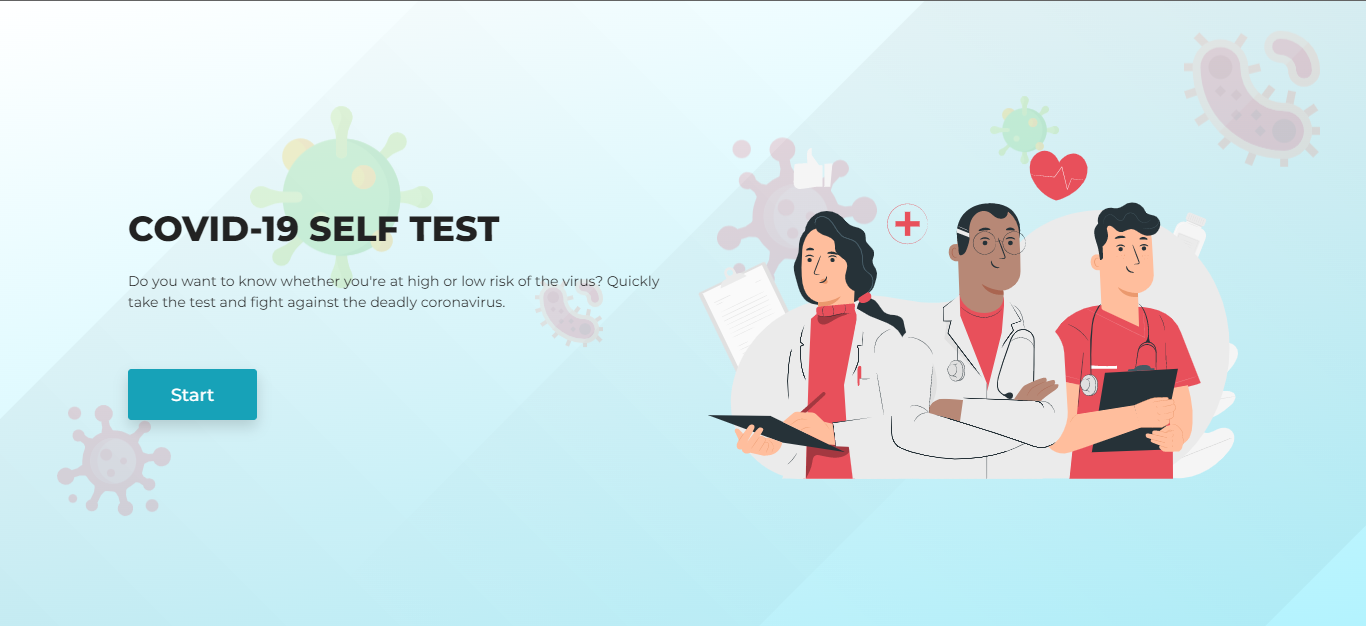 COVID-19 SELF TEST
Do you want to know whether you're at high or low risk of the virus? Quickly
take the test and fight against the deadly coronavirus.
Start